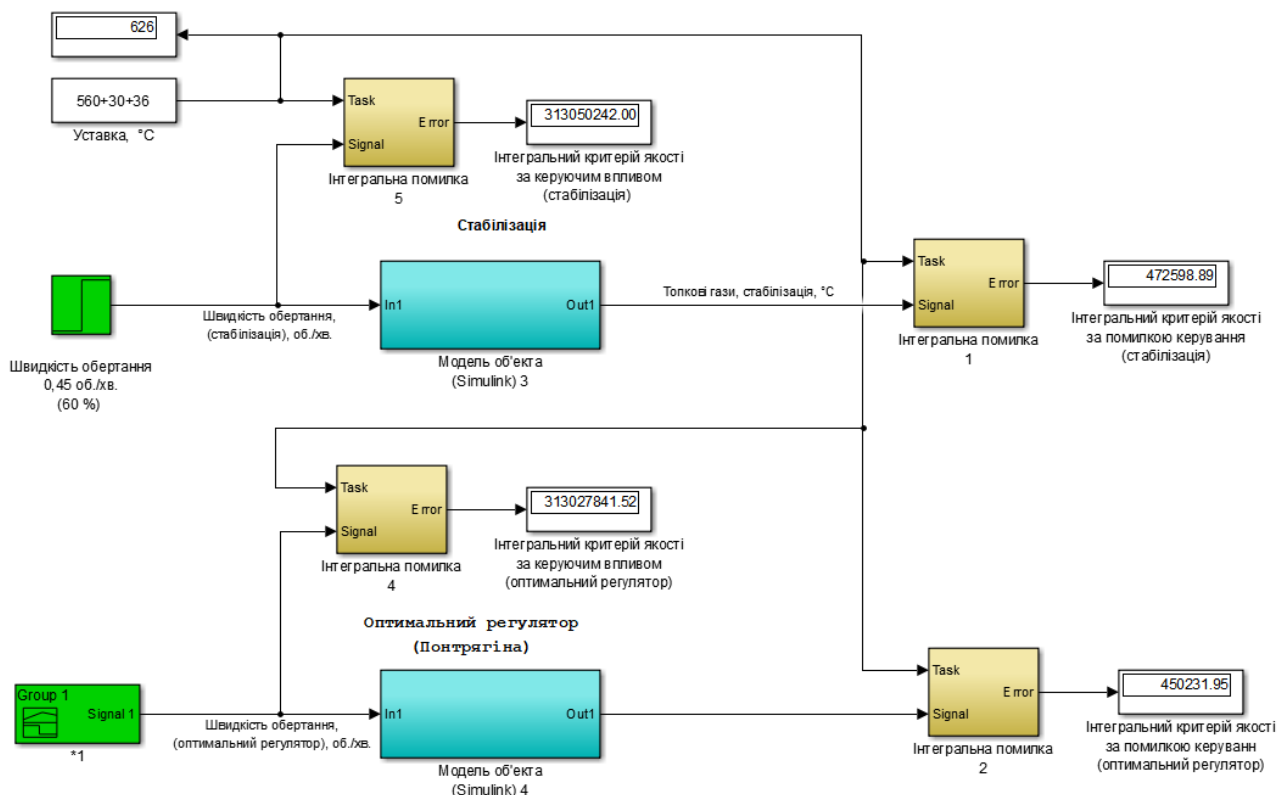 626
560+30+36
Уставка, °C
Task
Signal
Error
Інтегральна помилка
5
313050242.00
Інтегральний критерій якості
за керуючим впливом
(стабілізація)
Стабілізація
Швидкість обертання
0,45 об./хв.
(60 %)
Швидкість обертання,
(стабілізація), об./хв.
In1
Out1
Модель об'екта
(Simulink) 3
Топкові гази, стабілізація, °C
Task
Signal
Error
Інтегральна помилка
1
472598.89
Інтегральний критерій якості
за помилкою керування
(стабілізація)
Task
Signal
Error
Інтегральна помилка
4
313027841.52
Інтегральний критерій якості
за керуючим впливом
(оптимальний регулятор)
Оптимальний регулятор
(Понтрягіна)
Group 1
Signal 1
*1
Швидкість обертання,
(оптимальний регулятор), об./хв.
In1
Out1
Модель об'екта
(Simulink) 4
Task
Signal
Error
Інтегральна помилка
2
450231.95
Інтегральний критерій якості
за помилкою керуванн
(оптимальний регулятор)